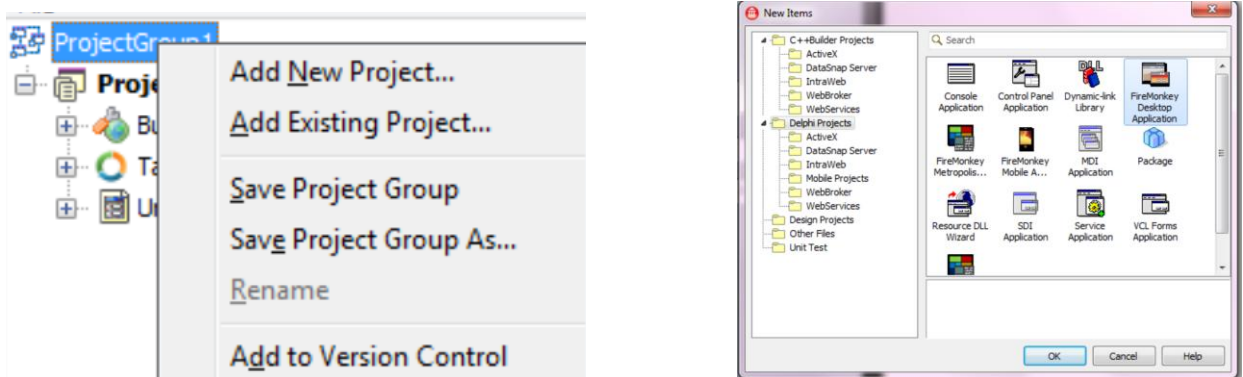 ProjectGroup1
Add New Project...
Add Existing Project...
Save Project Group
Save Project Group As...
Rename
Add to Version Control
New Items
C++Builder Projects
ActiveX
DataSnap Server
IntraWeb
WebBroker
WebServices
Delphi Projects
ActiveX
DataSnap Server
IntraWeb
Mobile Projects
WebBroker
WebServices
Design Projects
Other Files
Unit Test
Search
Console
Application
Control Panel
Application
Dynamic-link
Library
FireMonkey
Desktop
Application
FireMonkey
Metropolis...
FireMonkey
Mobile A...
MDI
Application
Package
Resource DLL
Wizard
SDI
Application
Service
Application
VCL Forms
Application
OK
Cancel
Help